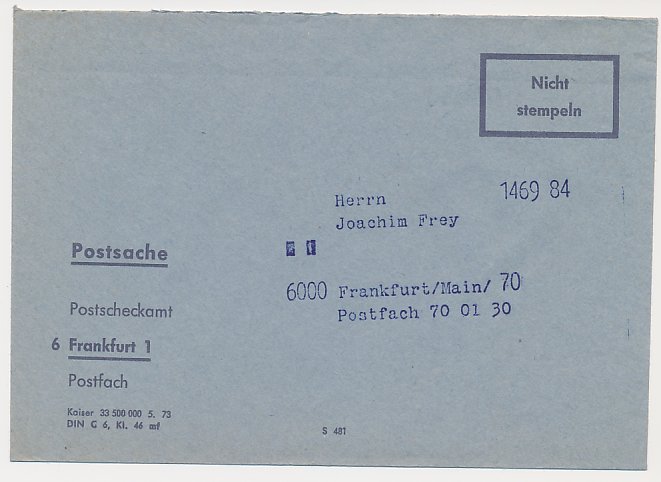 Nicht
stempeln
Herrn 1469 84
Joachim Frey
Postsache
6000 Frankfurt/Main/ 70
Postfach 70 01 30
Postscheckamt
6 Frankfurt 1
Postfach
Kaiser 33 500 000 5. 73
DIN C 6, Kl. 46 mf
S 481